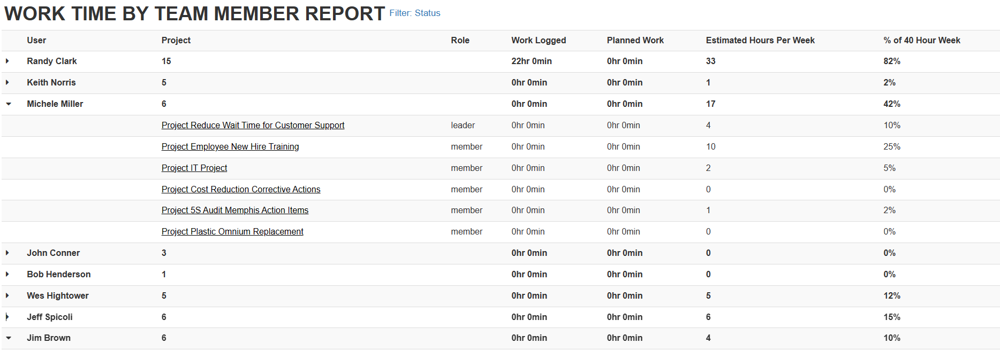 WORK TIME BY TEAM MEMBER REPORT Filter: Status
User Project Role Work Logged Planned Work Estimated Hours Per Week % of 40 Hour Week
Randy Clark 15 22hr 0min 0hr 0min 33 82%
Keith Norris 5 0hr 0min 0hr 0min 1 2%
Michele Miller 6 0hr 0min 0hr 0min 17 42%
Project Reduce Wait Time for Customer Support leader 0hr 0min 0hr 0min 4 10%
Project Employee New Hire Training member 0hr 0min 0hr 0min 10 25%
Project IT Project member 0hr 0min 0hr 0min 2 5%
Project Cost Reduction Corrective Actions member 0hr 0min 0hr 0min 0 0%
Project 5S Audit Memphis Action Items member 0hr 0min 0hr 0min 1 2%
Project Plastic Omnium Replacement member 0hr 0min 0hr 0min 0 0%
John Conner 3 0hr 0min 0hr 0min 0 0%
Bob Henderson 1 0hr 0min 0hr 0min 0 0%
Wes Hightower 5 0hr 0min 0hr 0min 5 12%
Jeff Spicoli 6 0hr 0min 0hr 0min 6 15%
Jim Brown 6 0hr 0min 0hr 0min 4 10%